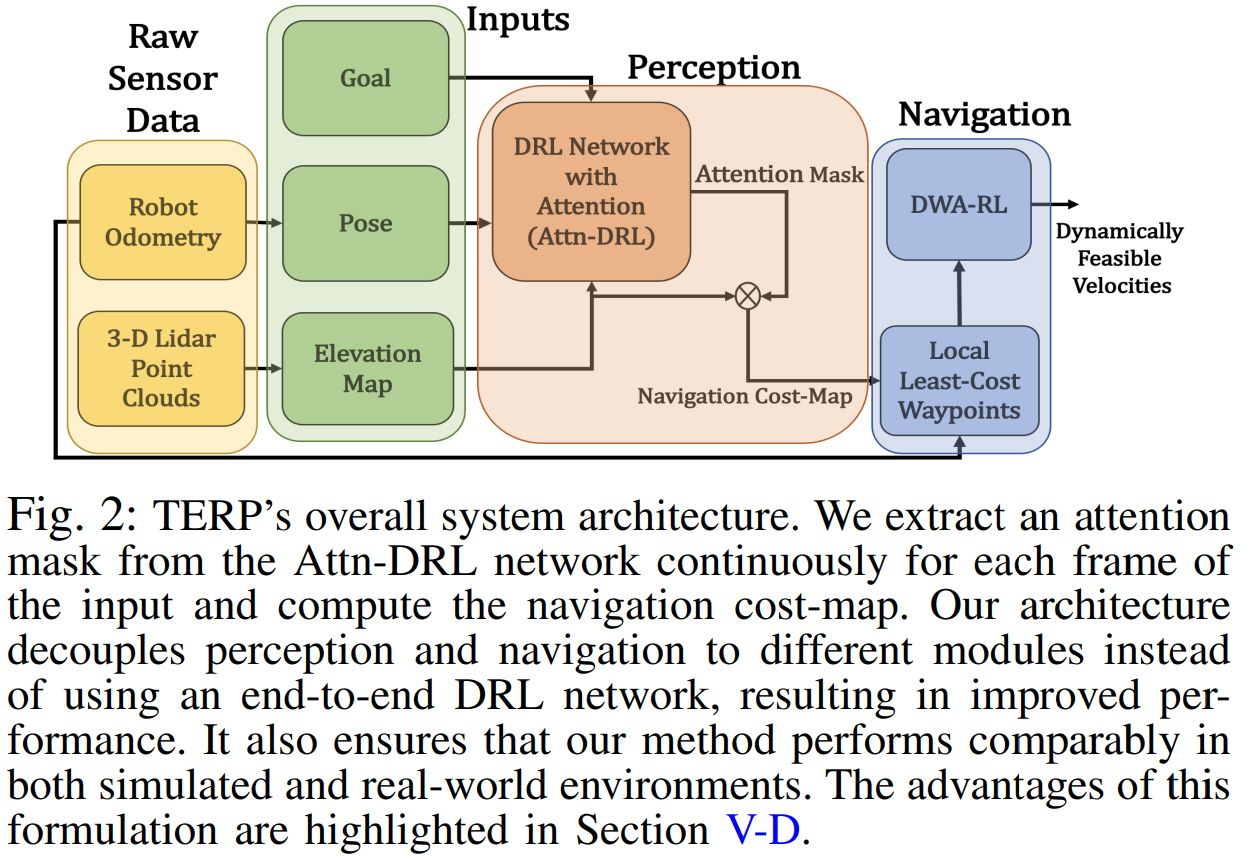 Raw
Sensor
Data
Inputs
Perception
Navigation
Robot
Odometry
3-D Lidar
Point
Clouds
Goal
Pose
Elevation
Map
DRL Network
with
Attention
(Attn-DRL)
Attention Mask
Navigation Cost-Map
DWA-RL
Local
Least-Cost
Waypoints
Dynamically
Feasible
Velocities
Fig. 2: TERP’s overall system architecture. We extract an attention
mask from the Attn-DRL network continuously for each frame of
the input and compute the navigation cost-map. Our architecture
decouples perception and navigation to different modules instead
of using an end-to-end DRL network, resulting in improved per-
formance. It also ensures that our method performs comparably in
both simulated and real-world environments. The advantages of this
formulation are highlighted in Section V-D.